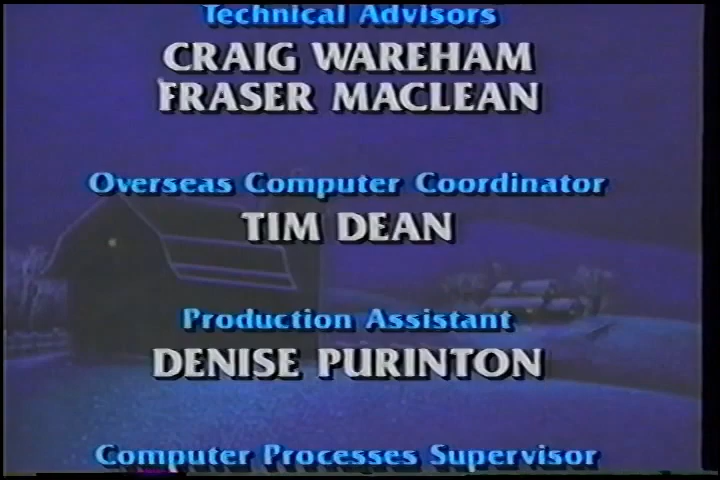 Technical Advisors
CRAIG WAREHAM
FRASER MACLEAN
Overseas Computer Coordinator
TIM DEAN
Production Assistant
DENISE PURINTON
Computer Processes Supervisor